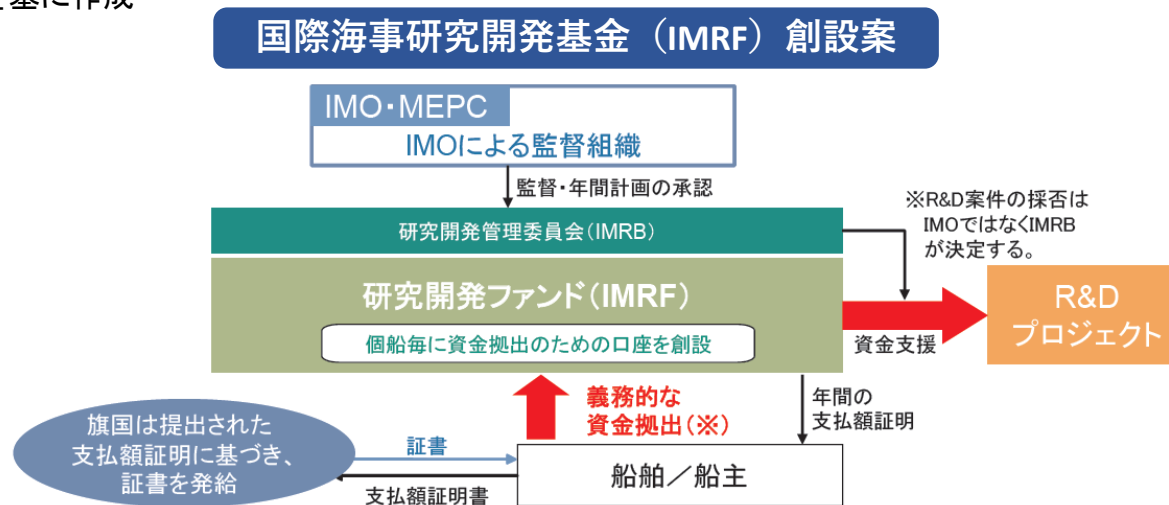 に作成
国際海事研究開発基金（IMRF）創設案
IMO・MEPC
IMOによる監督組織
監督・年間計画の承認
※R&D案件の採否は
IMOではなくIMRB
が決定する。
研究開発管理委員会（IMRB）
研究開発ファンド（IMRF）
個船毎に資金拠出のための口座を創設
資金支援
R&D
プロジェクト
義務的な
資金拠出（※）
年間の
支払額証明
旗国は提出された
支払額証明に基づき、
証書を発給
証書
船舶／船主
支払額証明書